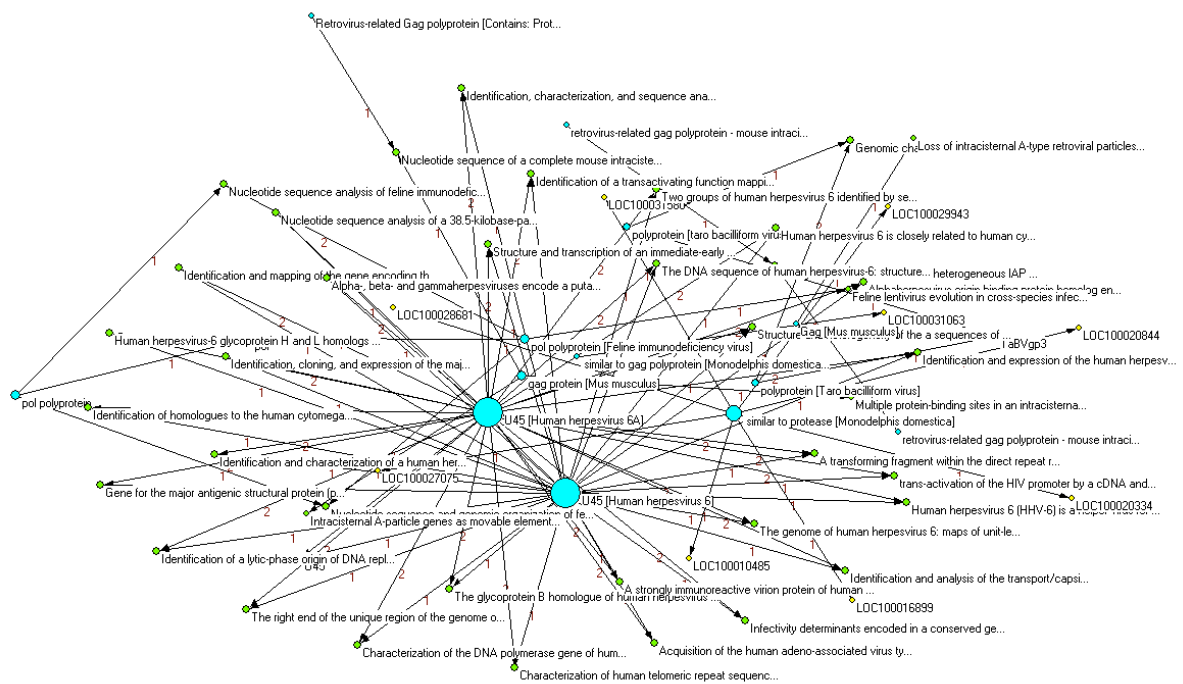 Retrovirus-related Gag polyprotein [Contains: Prot...
Identification, characterization, and sequence ana...
retrovirus-related gag polyprotein - mouse intraci...
Loss of intracisternal A-type retroviral particles...
Nucleotide sequence of a complete mouse intraciste...
Identification of a transactivating function mappi...
Nucleotide sequence analysis of feline immunodefic...
Two groups of human herpesvirus 6 identified by se...
LOC100029943
Nucleotide sequence analysis of a 38.5-kilobase-pa...
Human herpesvirus 6 is closely related to human cy...
Structure and transcription of an immediate-early ...
Identification and mapping of the gene encoding th
The DNA sequence of human herpesvirus-6: structure...
heterogeneous IAP ...
Alpha-, beta- and gammaherpesviruses encode a puta...
Feline lentivirus evolution in cross-species infec...
LOC100028681
LOC100031063
Gag [Mus musculus]
LOC100020844
Human herpesvirus-6 glycoprotein H and L homologs ...
pol polyprotein [Feline immunodeficiency virus]
TaBVgp3
Identification and expression of the human herpesv...
Identification, cloning, and expression of the maj...
similar to gag polyprotein [Monodelphis domestica...
gag protein [Mus musculus]
polyprotein [Taro bacilliform virus]
pol polyprotein
Multiple protein-binding sites in an intracisterna...
Identification of homologues to the human cytomega...
U45 [Human herpesvirus 6A]
similar to protease [Monodelphis domestica]
retrovirus-related gag polyprotein - mouse intraci...
Identification and characterization of a human her...
A transforming fragment within the direct repeat r...
LOC100027075
trans-activation of the HIV promoter by a cDNA and...
Gene for the major antigenic structural protein [p...
U45 [Human herpesvirus 6]
LOC100020334
Intracisternal A-particle genes as movable element...
The genome of human herpesvirus 6: maps of unit-le...
Identification of a lytic-phase origin of DNA repl...
LOC100010485
Identification and analysis of the transport/capsi...
A strongly immunoreactive virion protein of human ...
The glycoprotein B homologue of human herpesvirus ...
LOC100016899
The right end of the unique region of the genome o...
Infectivity determinants encoded in a conserved ge...
Characterization of the DNA polymerase gene of hum...
Acquisition of the human adeno-associated virus ty...
Characterization of human telomeric repeat sequenc...